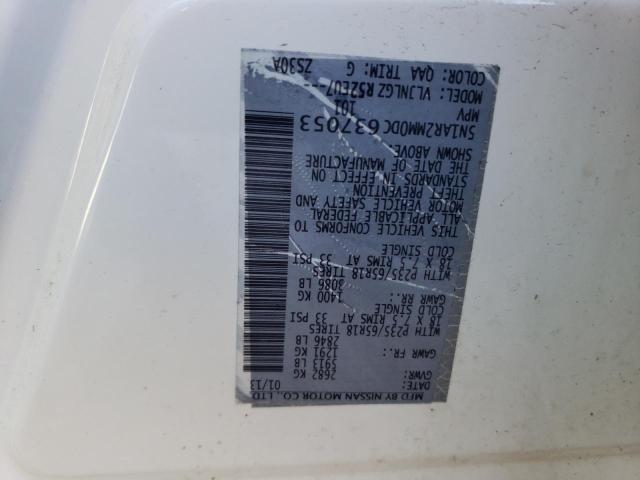 MFD BY NISSAN MOTOR CO., LTD.
DATE: 01/13
GVWR: 2682 KG
5913 LB
GAWR FR.: 1291 KG
2846 LB
WITH P235/65R18 TIRES
18 X 7.5 RIMS AT 33 PSI
COLD SINGLE
GAWR RR.: 1400 KG
3086 LB
WITH P235/65R18 TIRES
18 X 7.5 RIMS AT 33 PSI
COLD SINGLE
THIS VEHICLE CONFORMS TO
ALL APPLICABLE FEDERAL
MOTOR VEHICLE SAFETY AND
THEFT PREVENTION
STANDARDS IN EFFECT ON
THE DATE OF MANUFACTURE
SHOWN ABOVE.
5N1AR2MM0DC637053
MPV 101
MODEL: VLJNLGZ R52EU7--
COLOR: QAA TRIM: G ZS30A